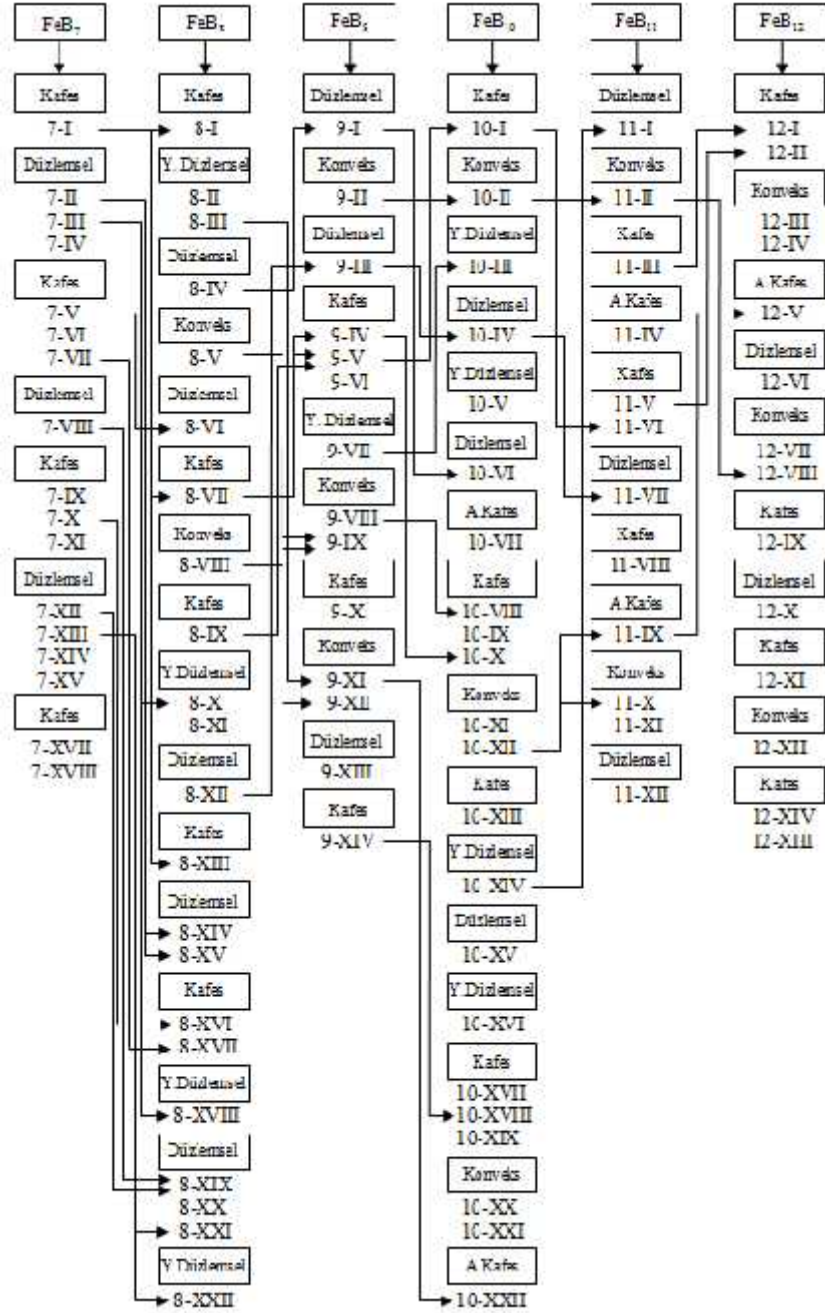 FeB₇
Kafes
7-I
Düzlemsel
7-II
7-III
7-IV
Kafes
7-V
7-VI
7-VII
Düzlemsel
7-VIII
Kafes
7-IX
7-X
7-XI
Düzlemsel
7-XII
7-XIII
7-XIV
7-XV
Kafes
7-XVII
7-XVIII
FeB₈
Kafes
8-I
Y. Düzlemsel
8-II
8-III
Düzlemsel
8-IV
Konveks
8-V
Düzlemsel
8-VI
Kafes
8-VII
Konveks
8-VIII
Kafes
8-IX
Y.Düzlemsel
8-X
8-XI
Düzlemsel
8-XII
Kafes
8-XIII
Düzlemsel
8-XIV
8-XV
Kafes
8-XVI
8-XVII
Y.Düzlemsel
8-XVIII
Düzlemsel
8-XIX
8-XX
8-XXI
Y.Düzlemsel
8-XXII
FeB₉
Düzlemsel
9-I
Konveks
9-II
Düzlemsel
9-III
Kafes
9-IV
9-V
9-VI
Y. Düzlemsel
9-VII
Konveks
9-VIII
9-IX
Kafes
9-X
Konveks
9-XI
9-XII
Düzlemsel
9-XIII
Kafes
9-XIV
FeB₁₀
Kafes
10-I
Konveks
10-II
Y.Düzlemsel
10-III
Düzlemsel
10-IV
Y.Düzlemsel
10-V
Düzlemsel
10-VI
A.Kafes
10-VII
Kafes
10-VIII
10-IX
10-X
Konveks
10-XI
10-XII
Kafes
10-XIII
Y.Düzlemsel
10-XIV
Düzlemsel
10-XV
Y.Düzlemsel
10-XVI
Kafes
10-XVII
10-XVIII
10-XIX
Konveks
10-XX
10-XXI
A.Kafes
10-XXII
FeB₁₁
Düzlemsel
11-I
Konveks
11-II
Kafes
11-III
A.Kafes
11-IV
Kafes
11-V
11-VI
Düzlemsel
11-VII
Kafes
11-VIII
A.Kafes
11-IX
Konveks
11-X
11-XI
Düzlemsel
11-XII
FeB₁₂
Kafes
12-I
12-II
Konveks
12-III
12-IV
A.Kafes
12-V
Düzlemsel
12-VI
Konveks
12-VII
12-VIII
Kafes
12-IX
Düzlemsel
12-X
Kafes
12-XI
Konveks
12-XII
Kafes
12-XIV
12-XIII